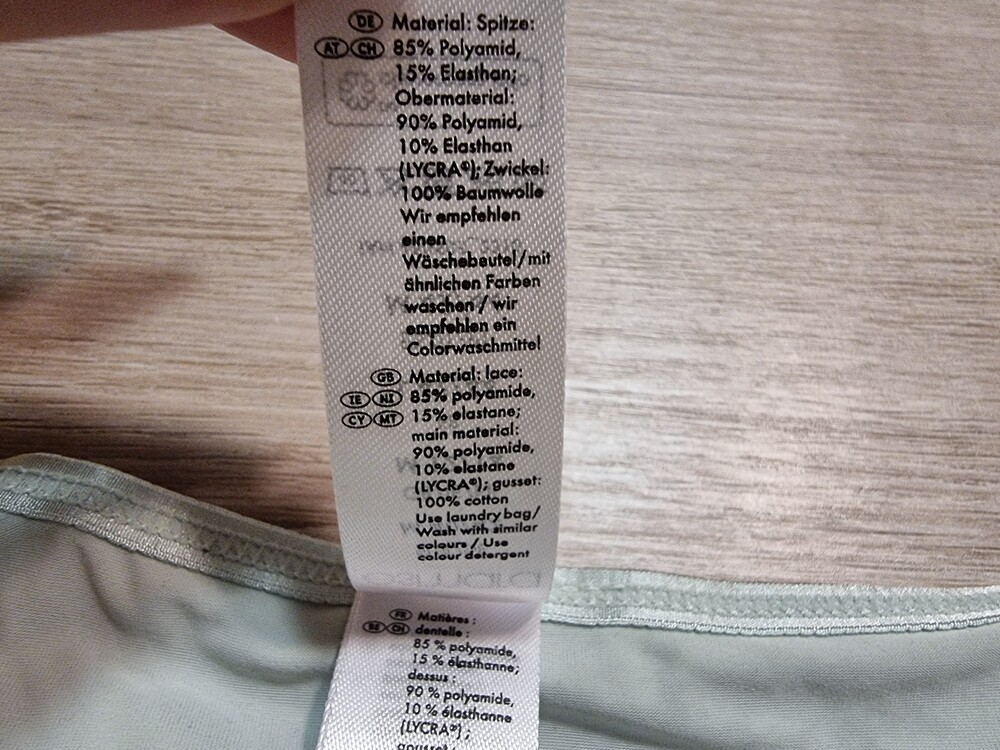 DE Material: Spitze:
AT CH 85% Polyamid,
15% Elasthan;
Obermaterial:
90% Polyamid,
10% Elasthan
(LYCRA®); Zwickel:
100% Baumwolle
Wir empfehlen
einen
Wäschebeutel/mit
ähnlichen Farben
waschen / wir
empfehlen ein
Colorwaschmittel
GB Material: lace:
IE NI 85% polyamide,
CY MT 15% elastane;
main material:
90% polyamide,
10% elastane
(LYCRA®); gusset:
100% cotton
Use laundry bag/
Wash with similar
colours / Use
colour detergent
FR Matières :
BE CH dentelle :
85 % polyamide,
15 % élasthanne;
dessus :
90 % polyamide,
10 % élasthanne
(LYCRA®) ;
gousset :